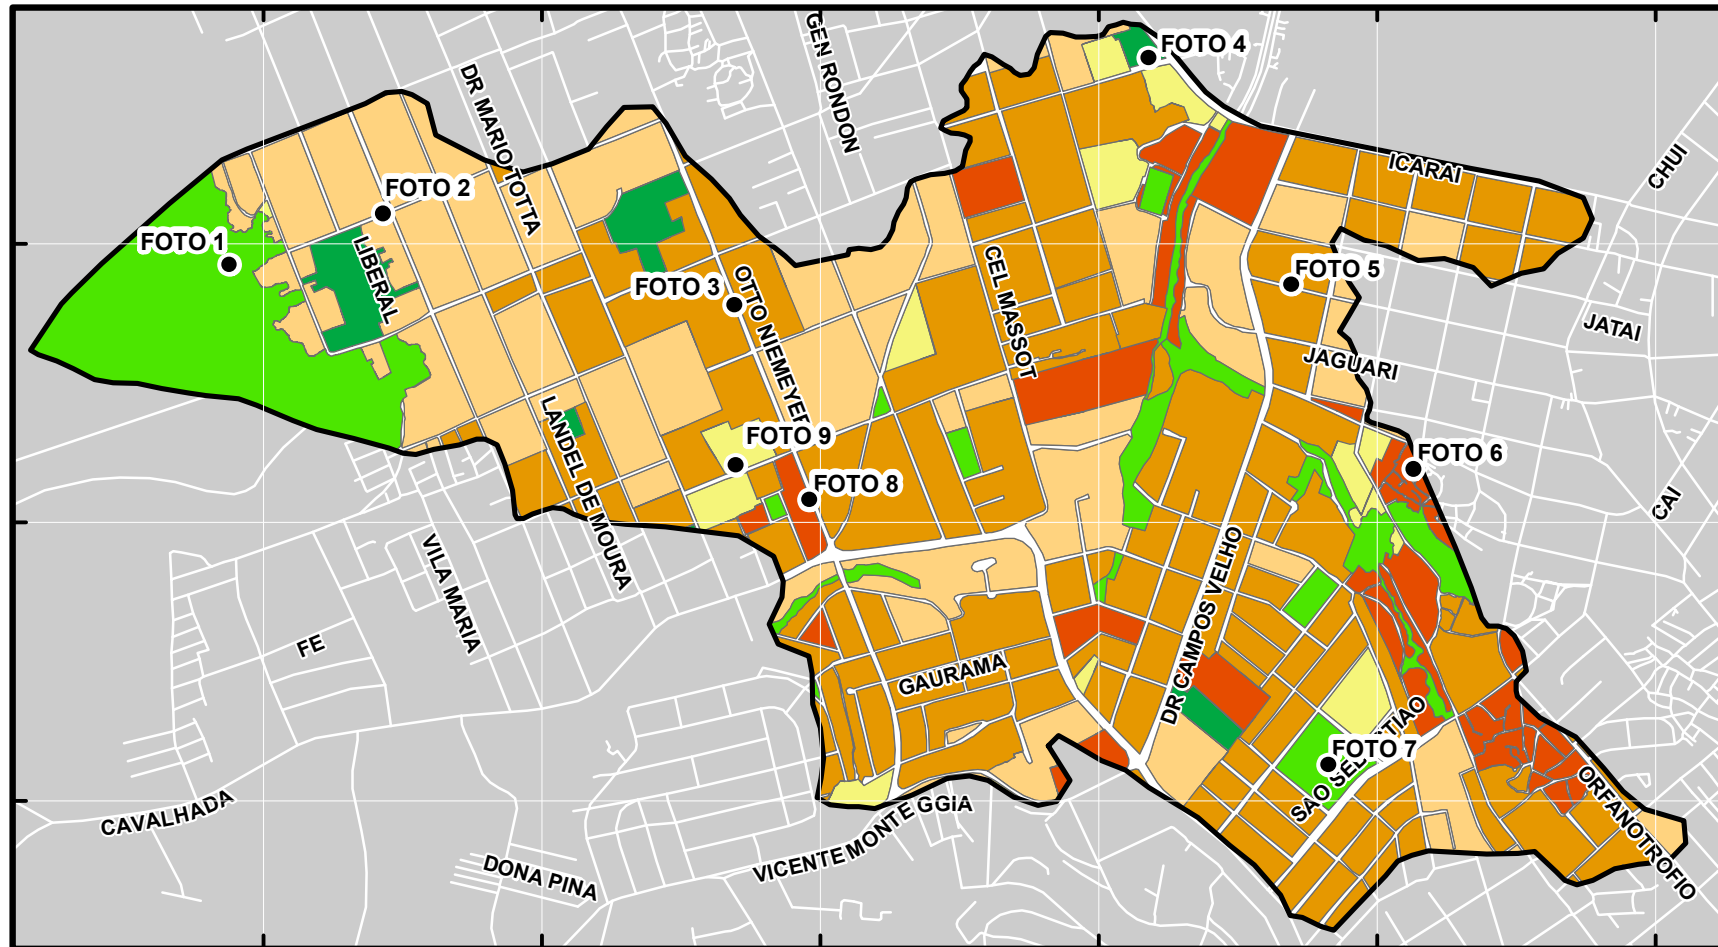 FOTO 4
GEN RONDON
DR MARIO TOTTA
ICARAI
CHUI
FOTO 2
FOTO 1
LIBERAL
FOTO 3
OTTO NIEMEYER
CEL MASSOT
FOTO 5
JATAI
JAGUARI
LANDEL DE MOURA
FOTO 9
FOTO 8
FOTO 6
CAI
VILA MARIA
DR CAMPOS VELHO
FE
GAURAMA
SAO SEBASTIAO
FOTO 7
ORFANOTROFIO
CAVALHADA
VICENTE MONTE GGIA
DONA PINA